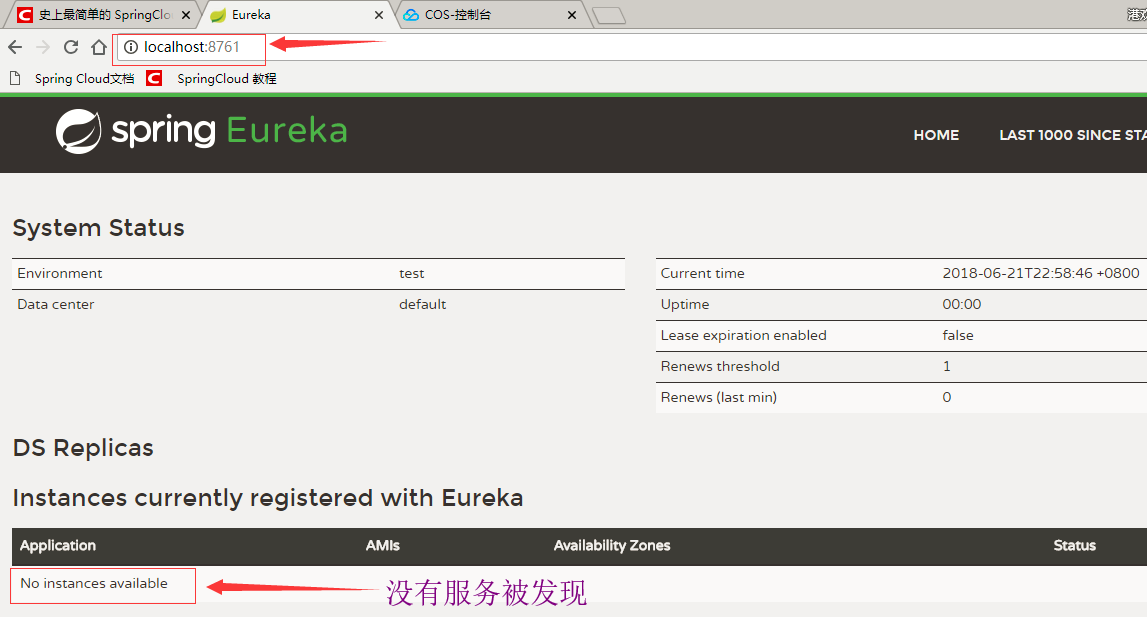 史上最简单的 SpringClo
Eureka
COS-控制台
localhost:8761
Spring Cloud文档
SpringCloud 教程
spring Eureka
HOME
LAST 1000 SINCE STA
System Status
Environment test
Data center default
Current time 2018-06-21T22:58:46 +0800
Uptime 00:00
Lease expiration enabled false
Renews threshold 1
Renews (last min) 0
DS Replicas
Instances currently registered with Eureka
Application AMIs Availability Zones Status
No instances available
没有服务被发现